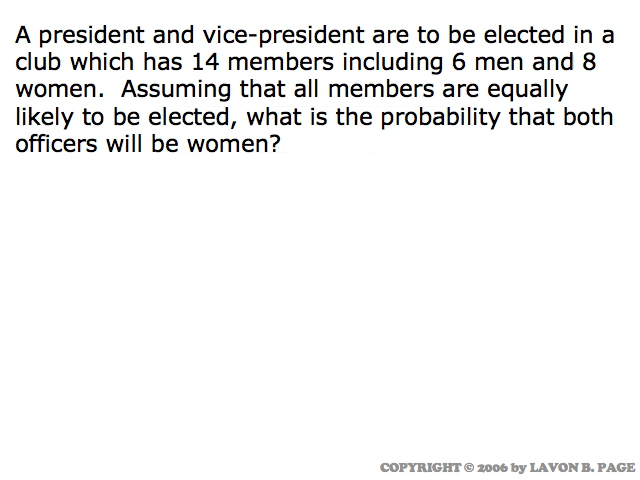 A president and vice-president are to be elected in a
club which has 14 members including 6 men and 8
women.  Assuming that all members are equally
likely to be elected, what is the probability that both
officers will be women?
COPYRIGHT © 2006 by LAVON B. PAGE